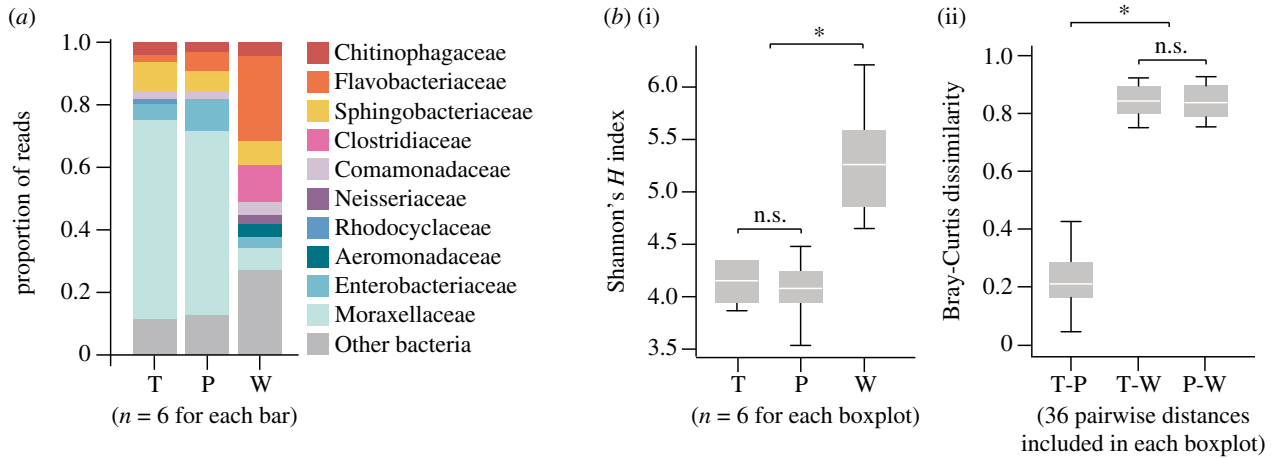 (a)
1.0
0.8
0.6
0.4
0.2
0
proportion of reads
T
P
W
(n = 6 for each bar)
Chitinophagaceae
Flavobacteriaceae
Sphingobacteriaceae
Clostridiaceae
Comamonadaceae
Neisseriaceae
Rhodocyclaceae
Aeromonadaceae
Enterobacteriaceae
Moraxellaceae
Other bacteria
(b) (i)
*
n.s.
6.0
5.5
5.0
4.5
4.0
3.5
Shannon's H index
T
P
W
(n = 6 for each boxplot)
(ii)
*
n.s.
1.0
0.8
0.6
0.4
0.2
0
Bray-Curtis dissimilarity
T-P
T-W
P-W
(36 pairwise distances
included in each boxplot)